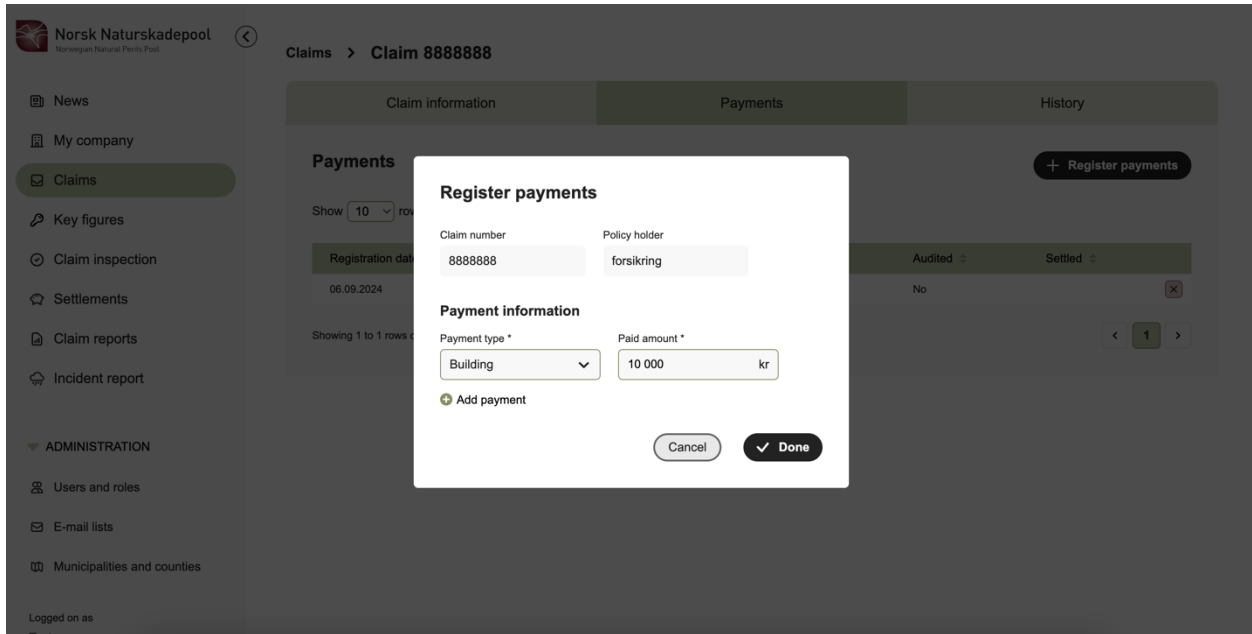 Norsk Naturskadepool
Norwegian Natural Perils Pool
News
My company
Claims
Key figures
Claim inspection
Settlements
Claim reports
Incident report
ADMINISTRATION
Users and roles
E-mail lists
Municipalities and counties
Logged on as
Claims > Claim 8888888
Claim information Payments History
Payments
+ Register payments
Show 10
Registration Audited Settled
06.09.2024 No
Showing 1 to 1 rows
< 1 >
Register payments
Claim number Policy holder
8888888 forsikring
Payment information
Payment type * Paid amount *
Building 10 000 kr
Add payment
Cancel Done